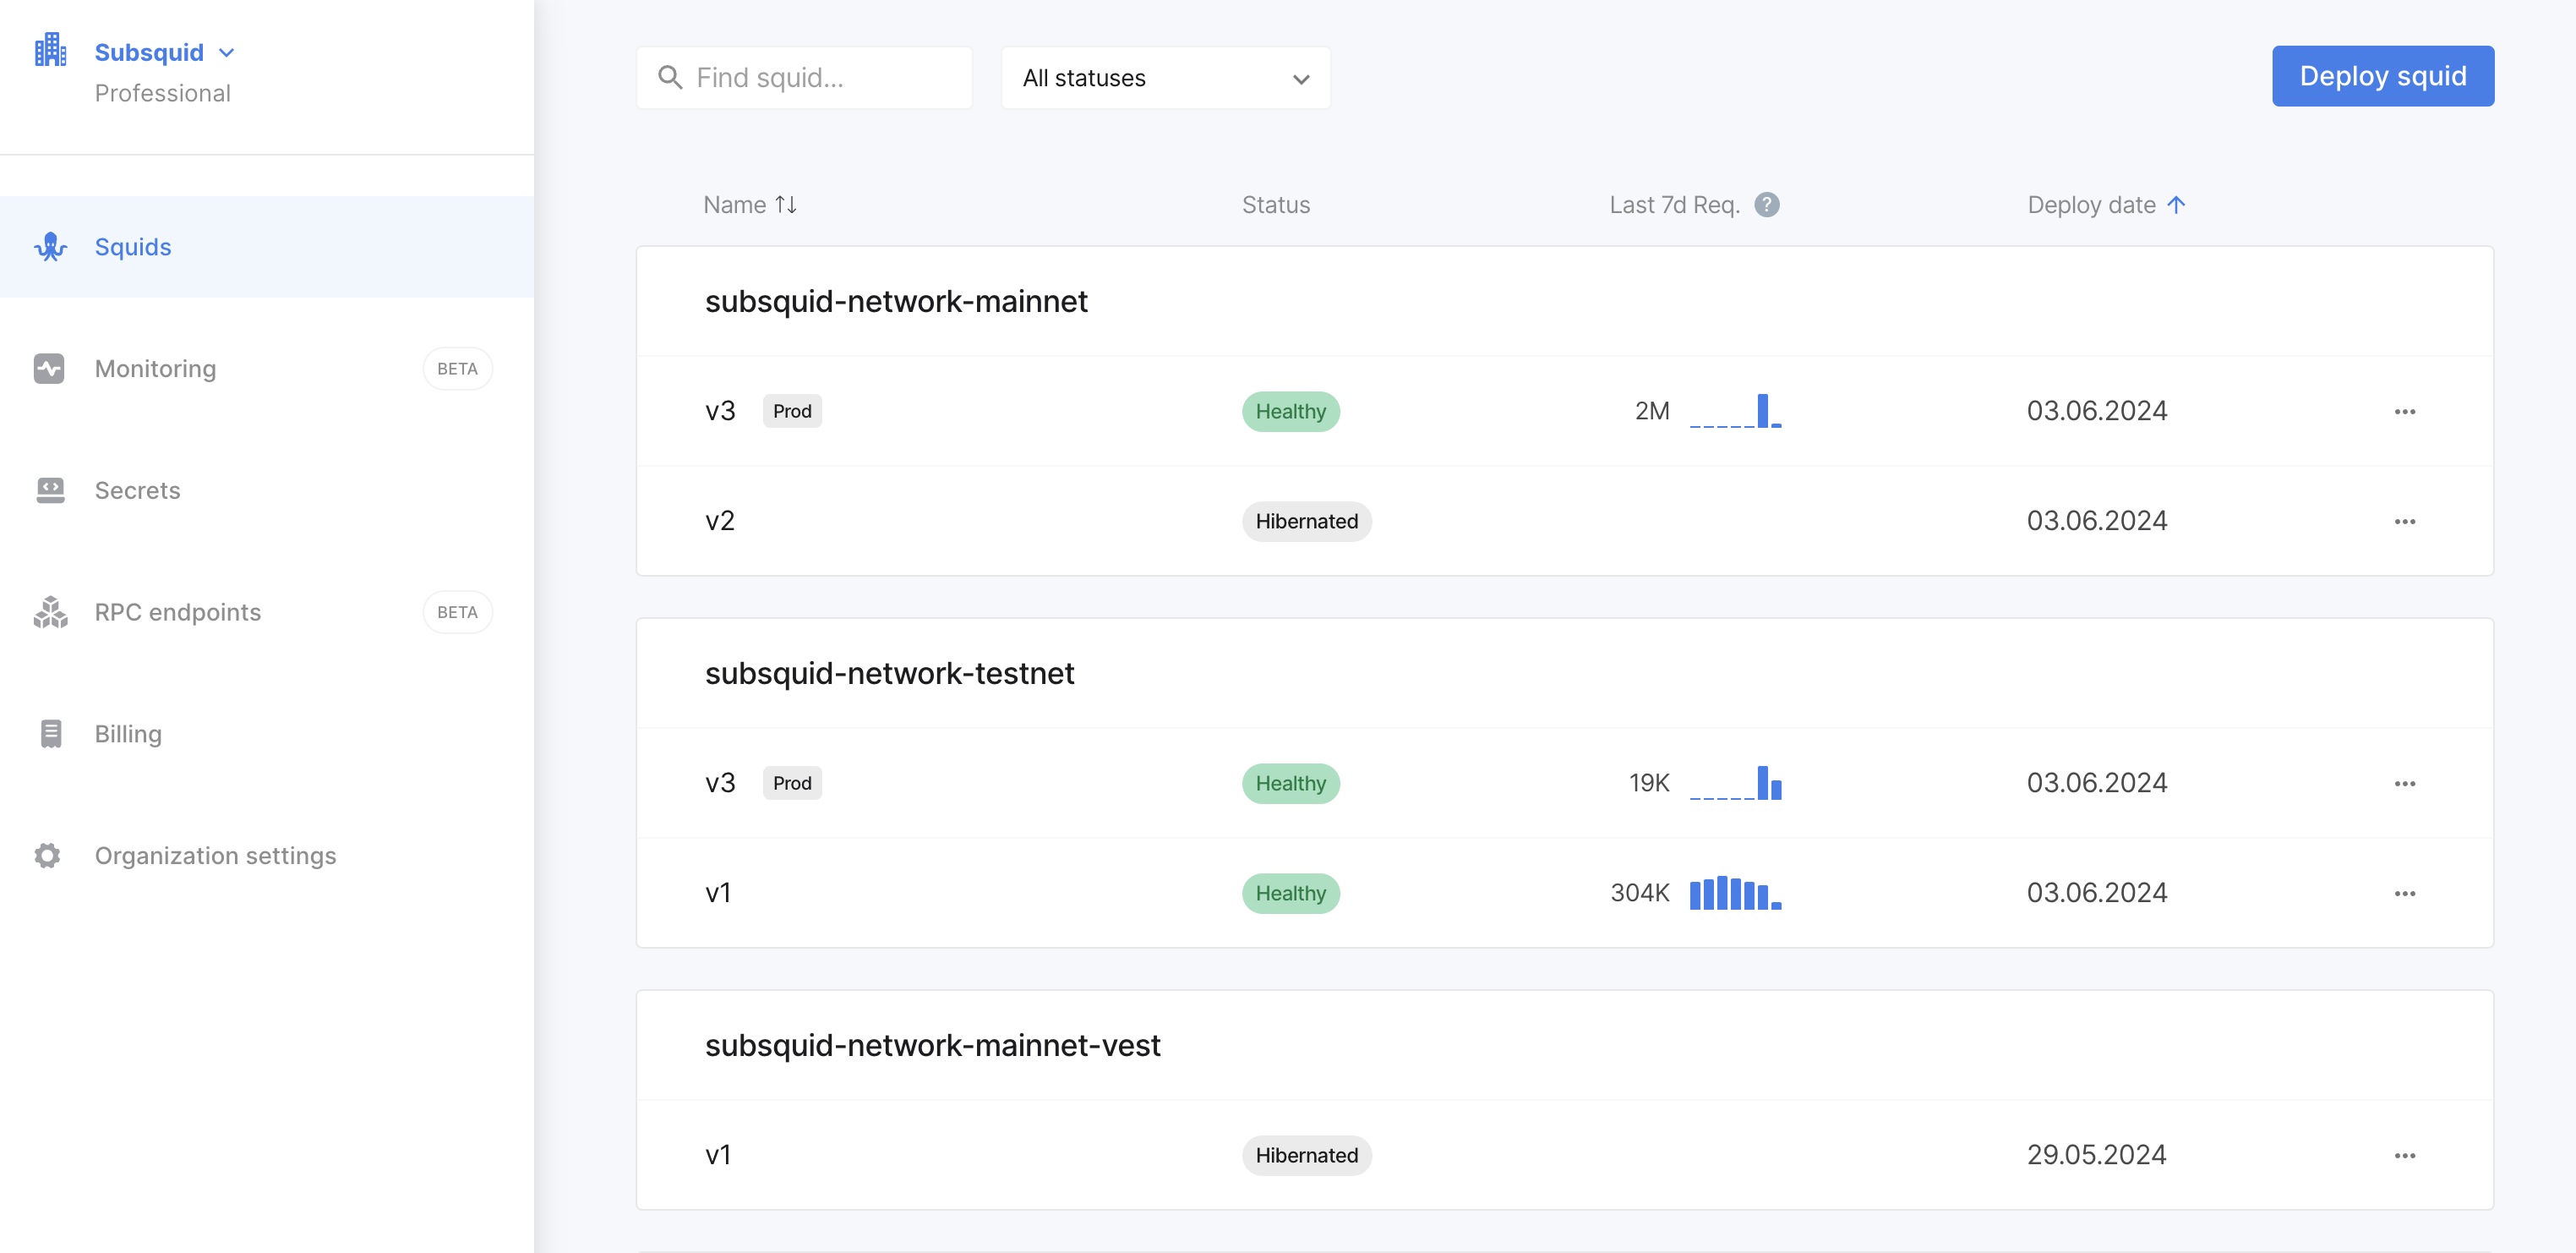 Subsquid
Professional
Squids
Monitoring BETA
Secrets
RPC endpoints BETA
Billing
Organization settings
Find squid... All statuses Deploy squid
Name Status Last 7d Req. ? Deploy date
subsquid-network-mainnet
v3 Prod Healthy 2M 03.06.2024
v2 Hibernated 03.06.2024
subsquid-network-testnet
v3 Prod Healthy 19K 03.06.2024
v1 Healthy 304K 03.06.2024
subsquid-network-mainnet-vest
v1 Hibernated 29.05.2024